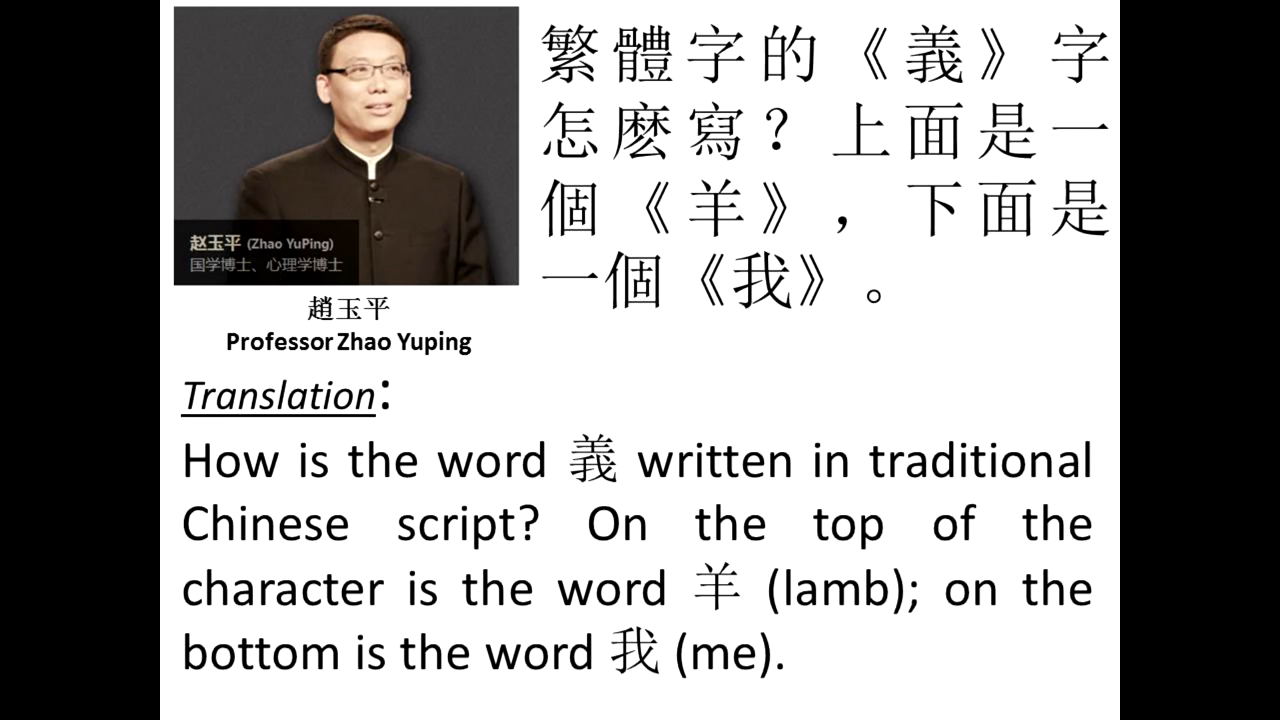 赵玉平 (Zhao YuPing)
国学博士、心理学博士
趙玉平
Professor Zhao Yuping
繁體字的《義》字
怎麽寫？上面是一
個《羊》，下面是
一個《我》。
Translation:
How is the word 義 written in traditional
Chinese script? On the top of the
character is the word 羊 (lamb); on the
bottom is the word 我 (me).